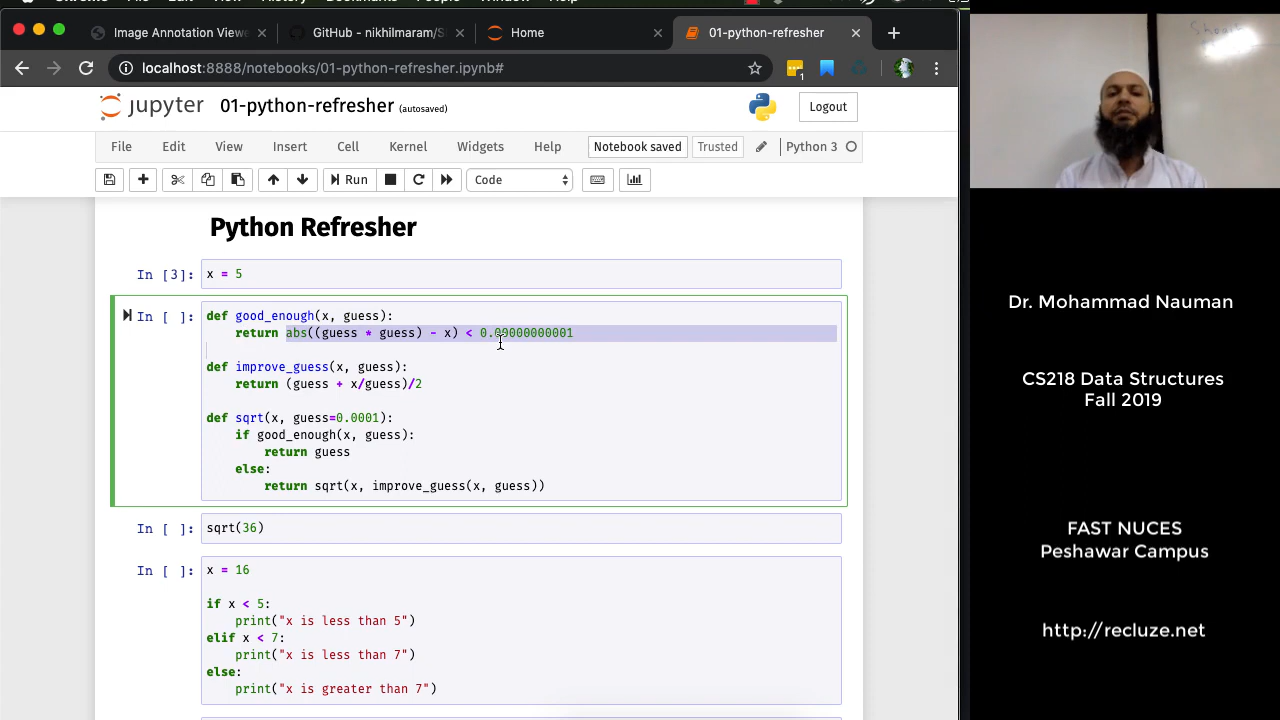 Image Annotation Viewe
GitHub - nikhilmaram/S
Home
01-python-refresher
localhost:8888/notebooks/01-python-refresher.ipynb#
1
jupyter 01-python-refresher (autosaved)
Logout
File Edit View Insert Cell Kernel Widgets Help
Notebook saved Trusted Python 3
Run Code
Python Refresher
In [3]: x = 5
In [ ]: def good_enough(x, guess):
return abs((guess * guess) - x) < 0.00000000001
def improve_guess(x, guess):
return (guess + x/guess)/2
def sqrt(x, guess=0.0001):
if good_enough(x, guess):
return guess
else:
return sqrt(x, improve_guess(x, guess))
In [ ]: sqrt(36)
In [ ]: x = 16
if x < 5:
print("x is less than 5")
elif x < 7:
print("x is less than 7")
else:
print("x is greater than 7")
Dr. Mohammad Nauman
CS218 Data Structures
Fall 2019
FAST NUCES
Peshawar Campus
http://recluze.net